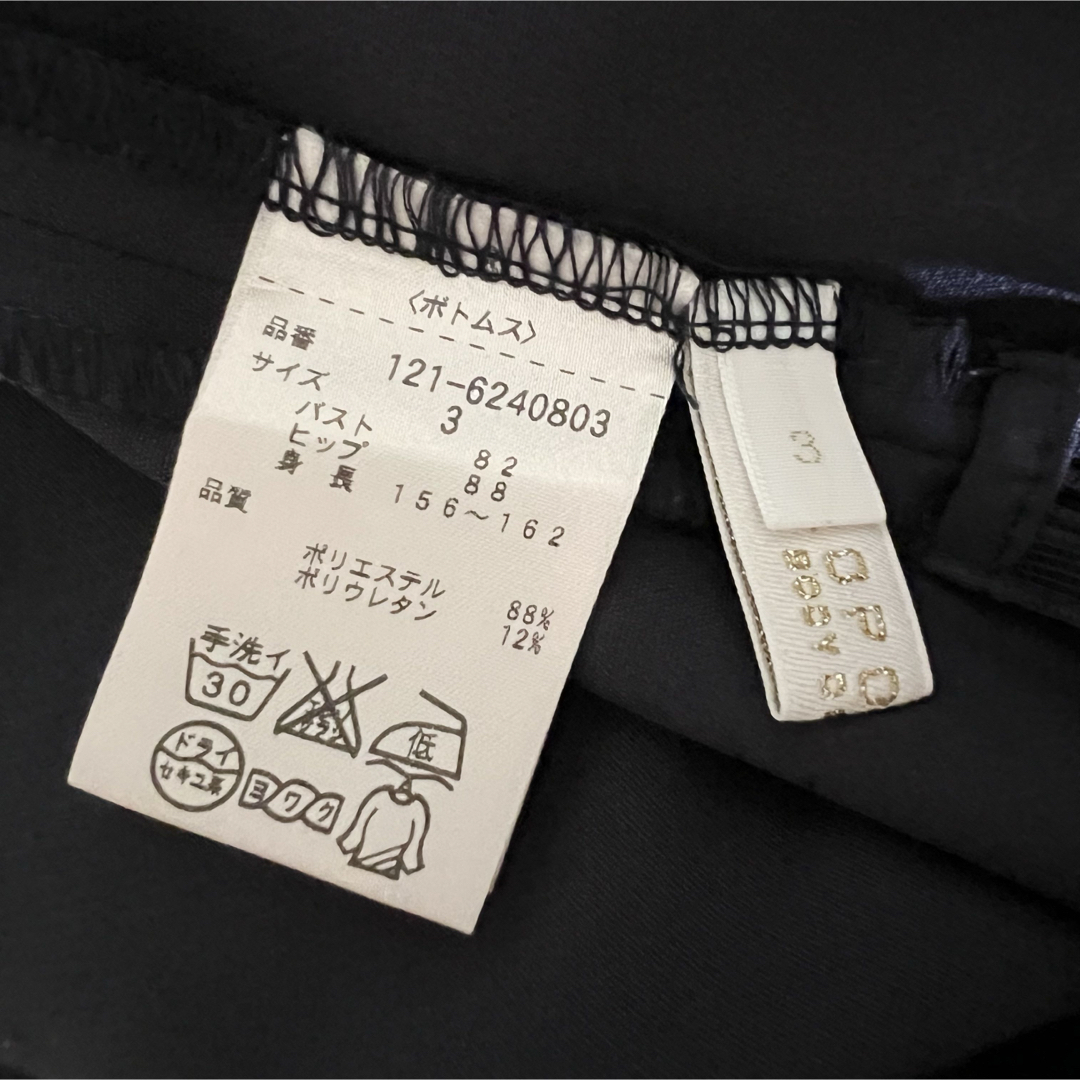 〈ボトムス〉
品番 121-6240803
サイズ 3
バスト 82
ヒップ 88
身長 156～162
品質
ポリエステル 88%
ポリウレタン 12%
手洗イ
30
低
ドライ
セキユ系
ヨワク
3
OPO
BODY